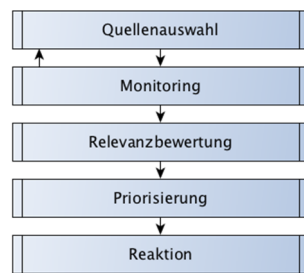 Quellenauswahl
Monitoring
Relevanzbewertung
Priorisierung
Reaktion